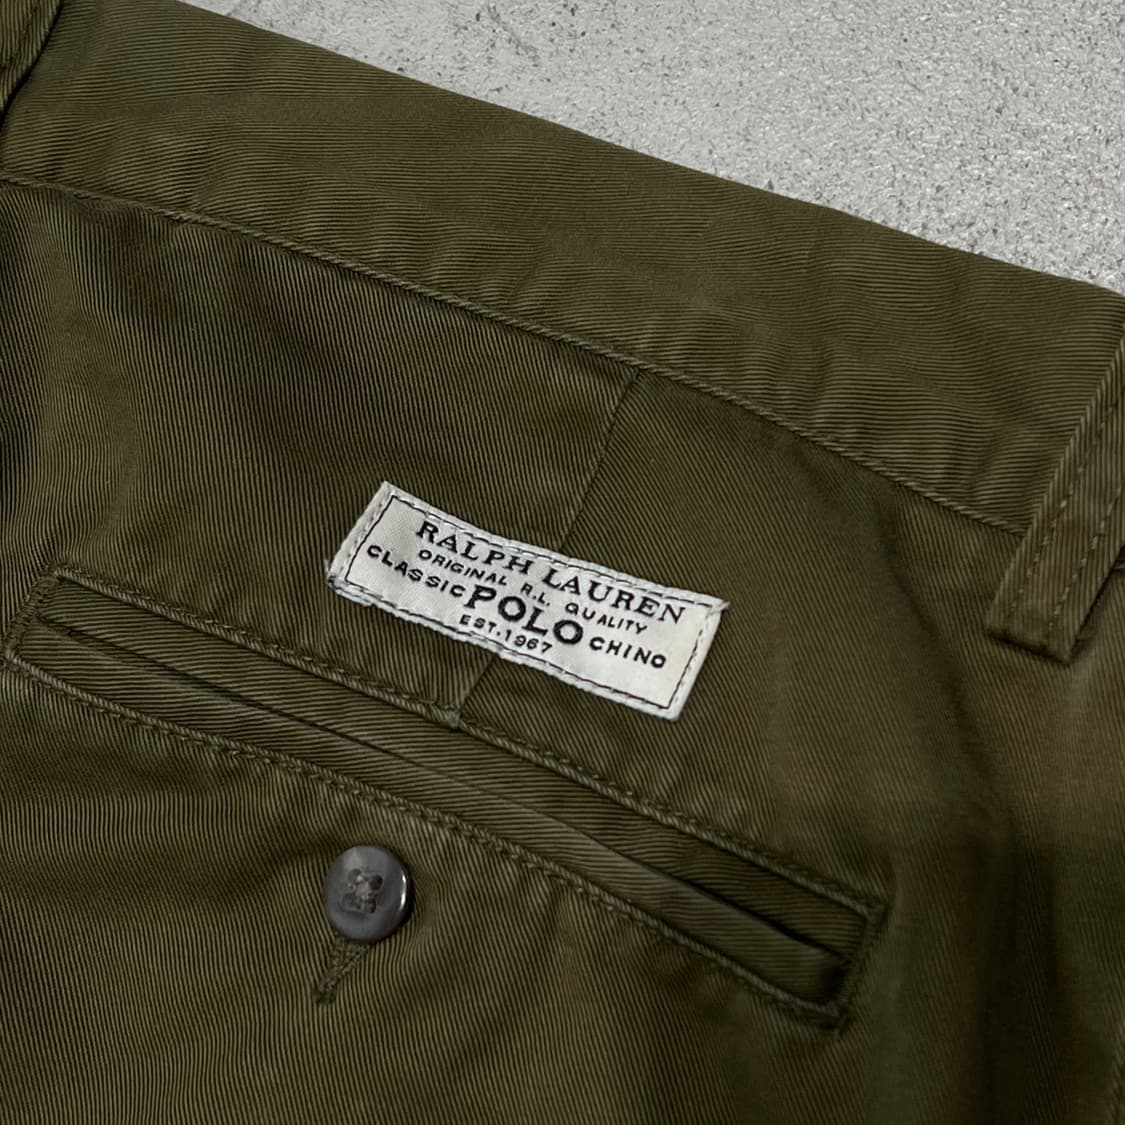 RALPH LAUREN
ORIGINAL R.L. QUALITY
CLASSIC POLO CHINO
EST. 1967